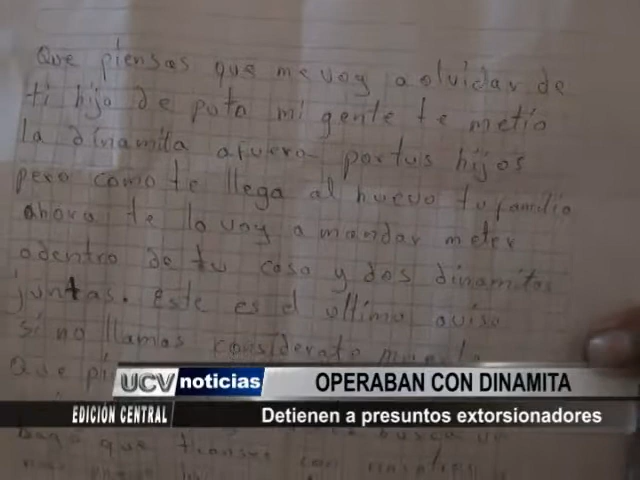 Que piensas que me voy a olvidar de
ti hijo de puta mi gente te metio
la dinamita afuera por tus hijos
pero como te llega al huevo tu familia
ahora te lo voy a mandar meter
adentro de tu casa y dos dinamitas
juntas. Este es el ultimo aviso
si no llamas considerate
Que
UCV noticias OPERABAN CON DINAMITA
EDICIÓN CENTRAL Detienen a presuntos extorsionadores
que